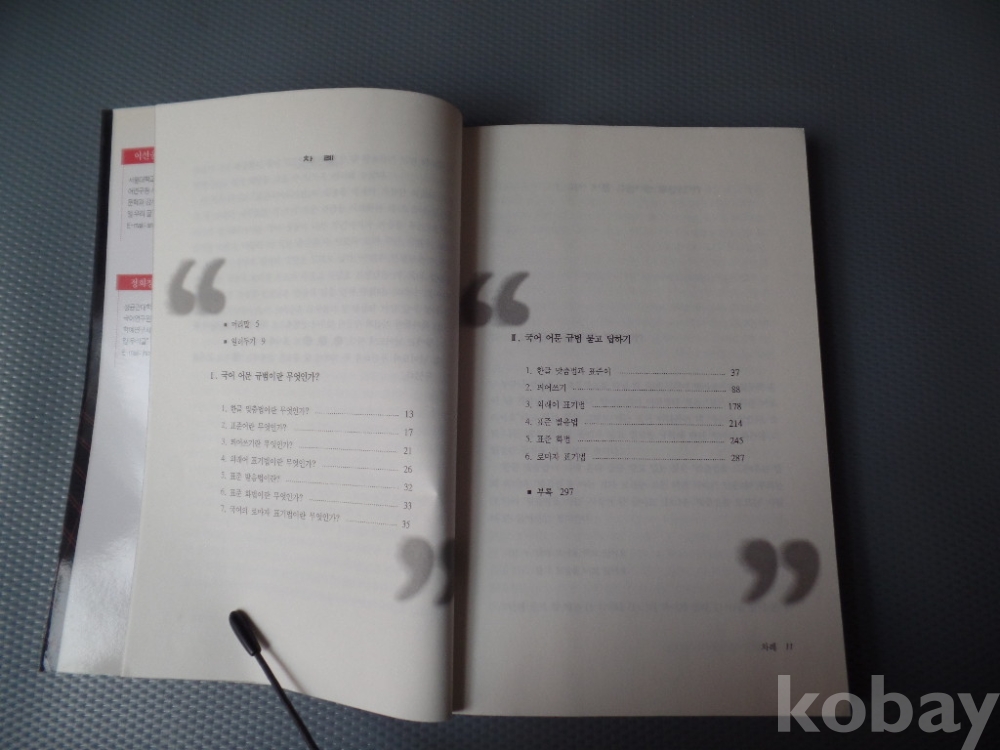 차 례
■ 머리말 5
■ 일러두기 9
Ⅰ. 국어 어문 규범이란 무엇인가?
1. 한글 맞춤법이란 무엇인가? 13
2. 표준어란 무엇인가? 17
3. 띄어쓰기란 무엇인가? 21
4. 외래어 표기법이란 무엇인가? 26
5. 표준 발음법이란? 32
6. 표준 화법이란 무엇인가? 33
7. 국어의 로마자 표기법이란 무엇인가? 35
Ⅱ. 국어 어문 규범 묻고 답하기
1. 한글 맞춤법과 표준어 37
2. 띄어쓰기 88
3. 외래어 표기법 178
4. 표준 발음법 214
5. 표준 화법 245
6. 로마자 표기법 287
■ 부록 297
차례 11
kobay